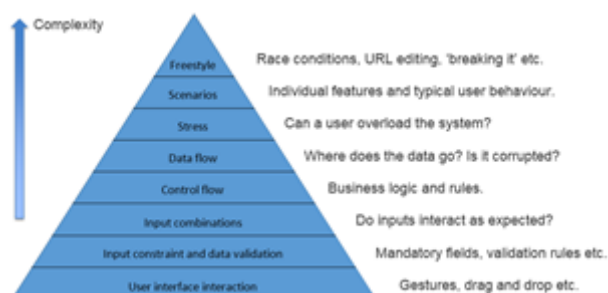 Complexity
Freestyle
Race conditions, URL editing, 'breaking it' etc.
Scenarios
Individual features and typical user behaviour.
Stress
Can a user overload the system?
Data flow
Where does the data go? Is it corrupted?
Control flow
Business logic and rules.
Input combinations
Do inputs interact as expected?
Input constraint and data validation
Mandatory fields, validation rules etc.
User interface interaction
Gestures, drag and drop etc.